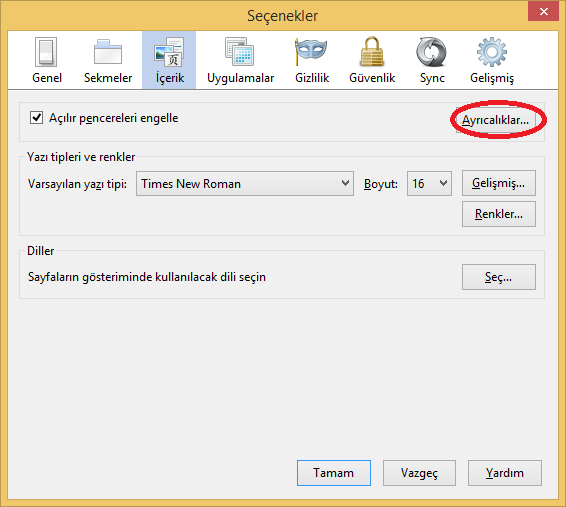 Seçenekler
Genel Sekmeler İçerik Uygulamalar Gizlilik Güvenlik Sync Gelişmiş
Açılır pencereleri engelle Ayrıcalıklar...
Yazı tipleri ve renkler
Varsayılan yazı tipi: Times New Roman Boyut: 16 Gelişmiş...
Renkler...
Diller
Sayfaların gösteriminde kullanılacak dili seçin Seç...
Tamam Vazgeç Yardım